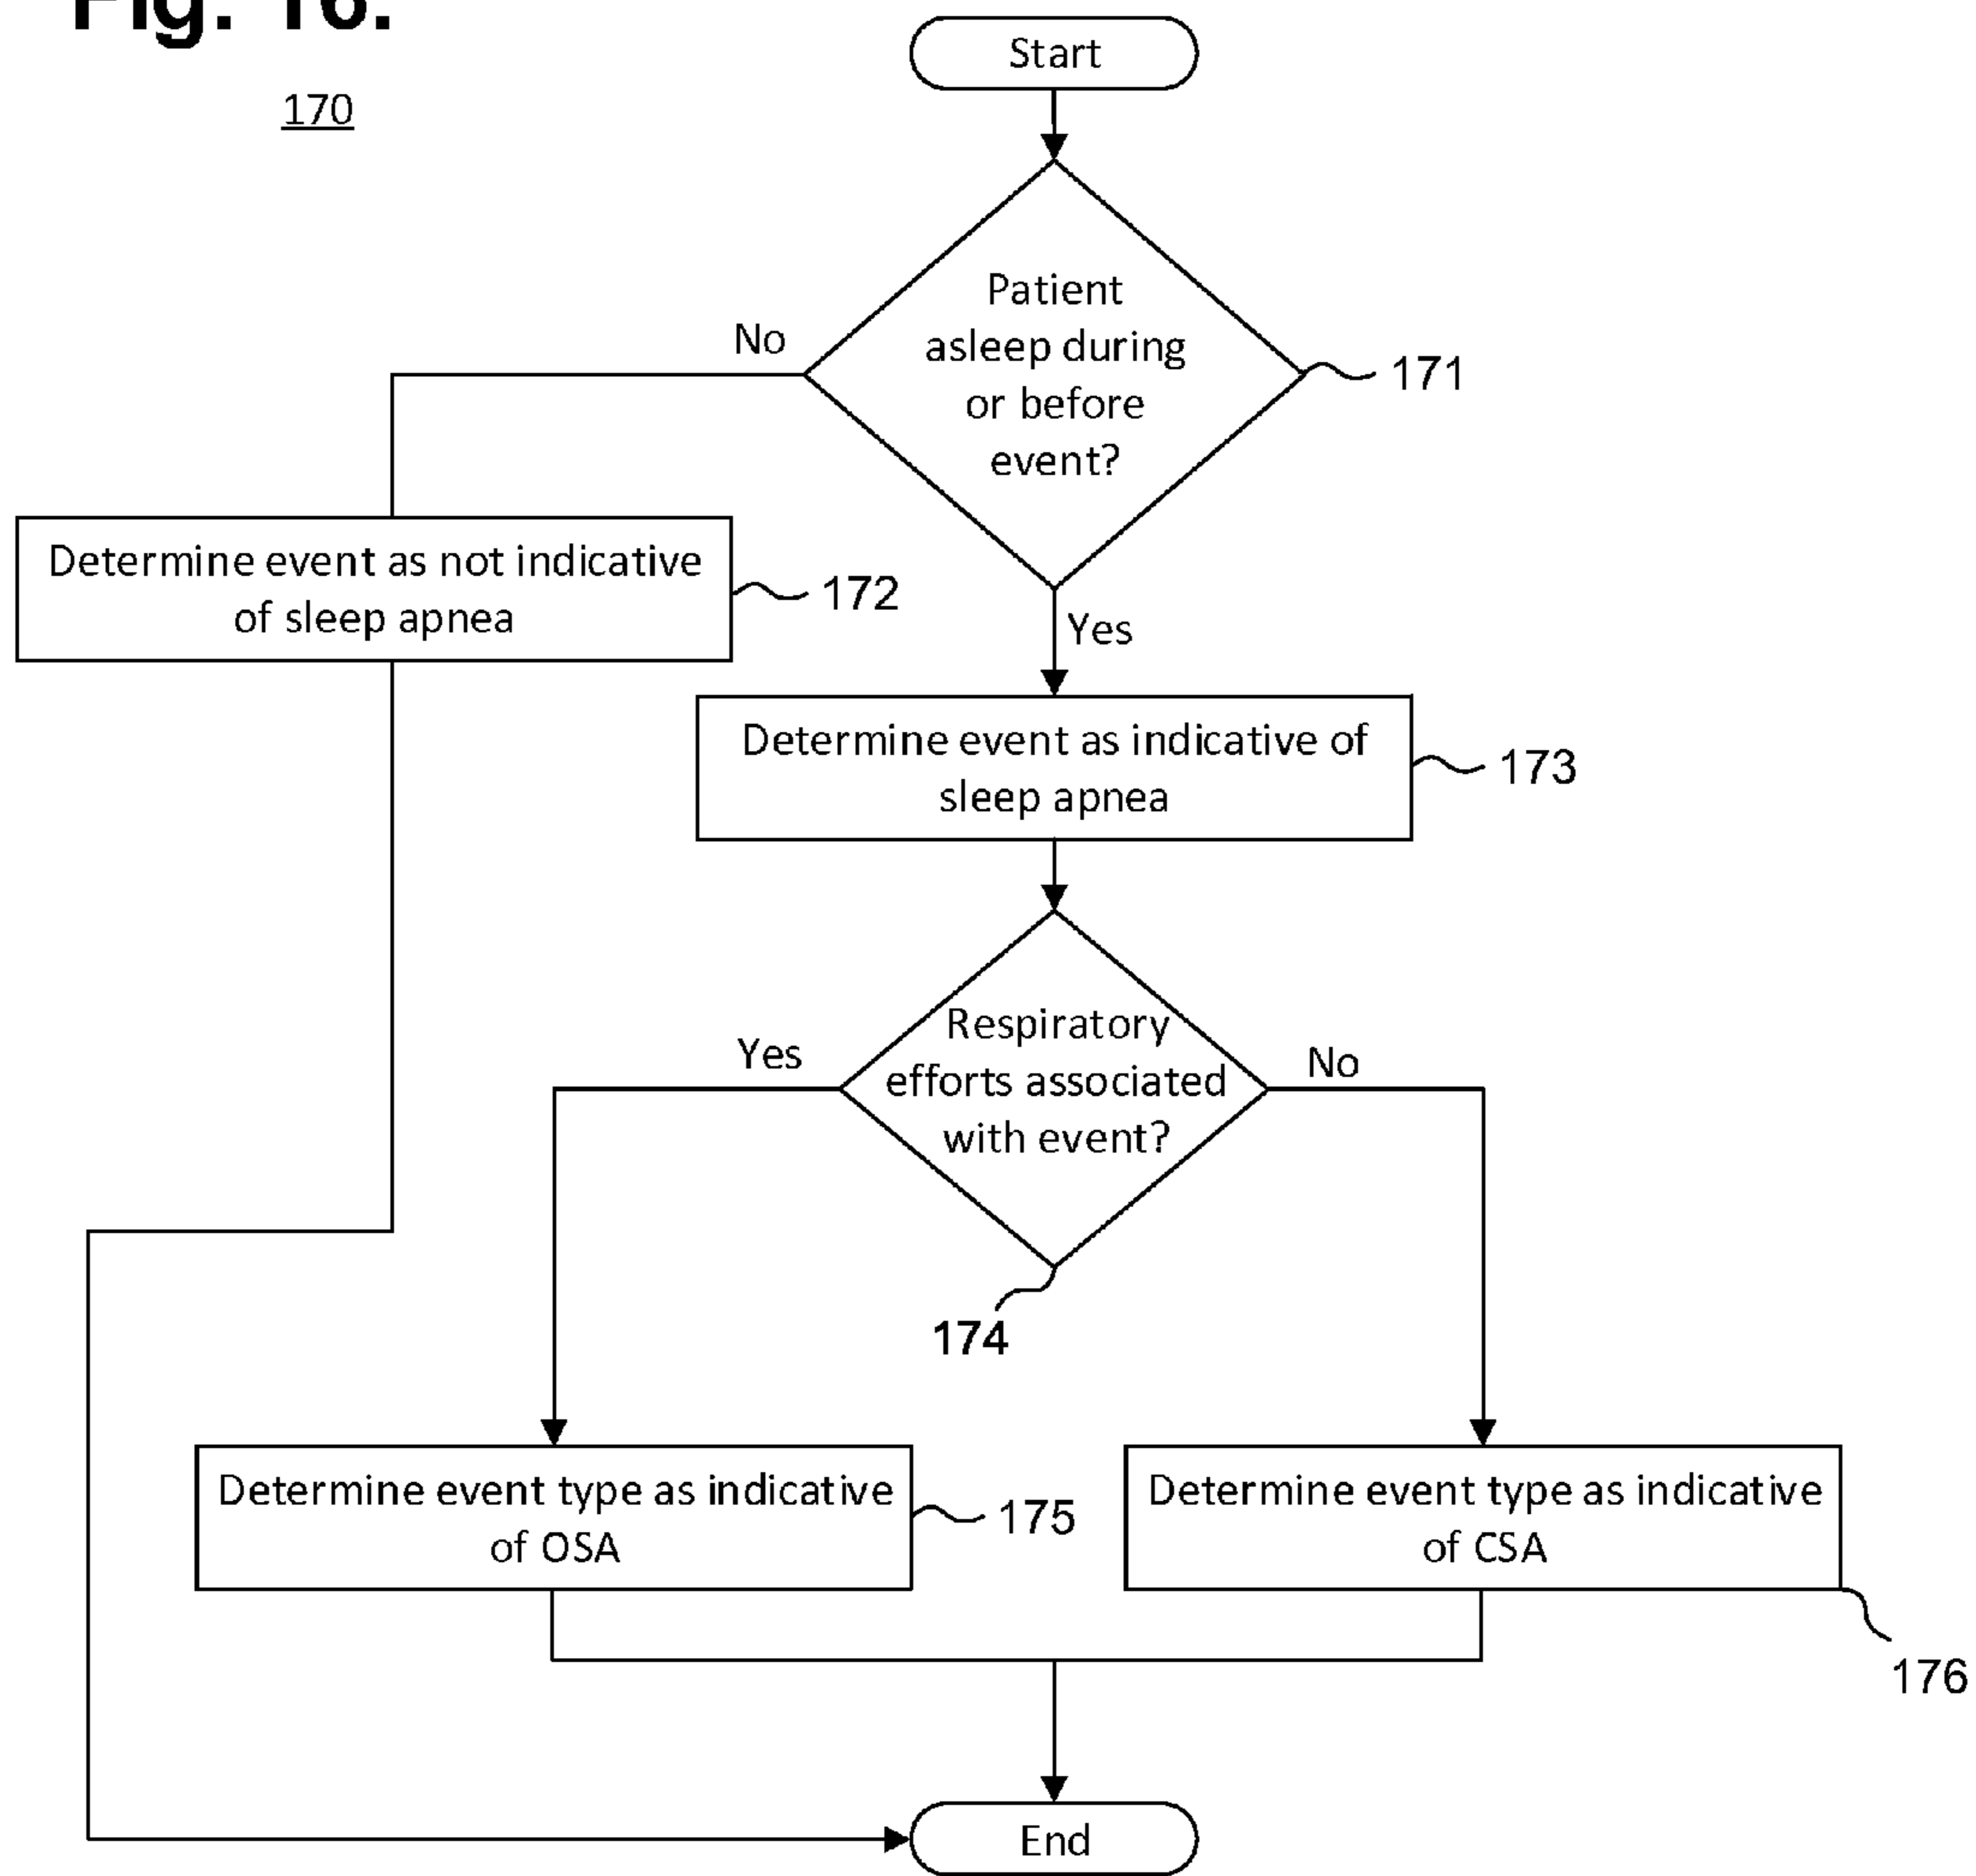 Fig. 16.
170
Start
Patient
asleep during
or before
event?
No
171
Determine event as not indicative
of sleep apnea
172
Yes
Determine event as indicative of
sleep apnea
173
Respiratory
efforts associated
with event?
Yes
No
174
Determine event type as indicative
of OSA
175
Determine event type as indicative
of CSA
176
End